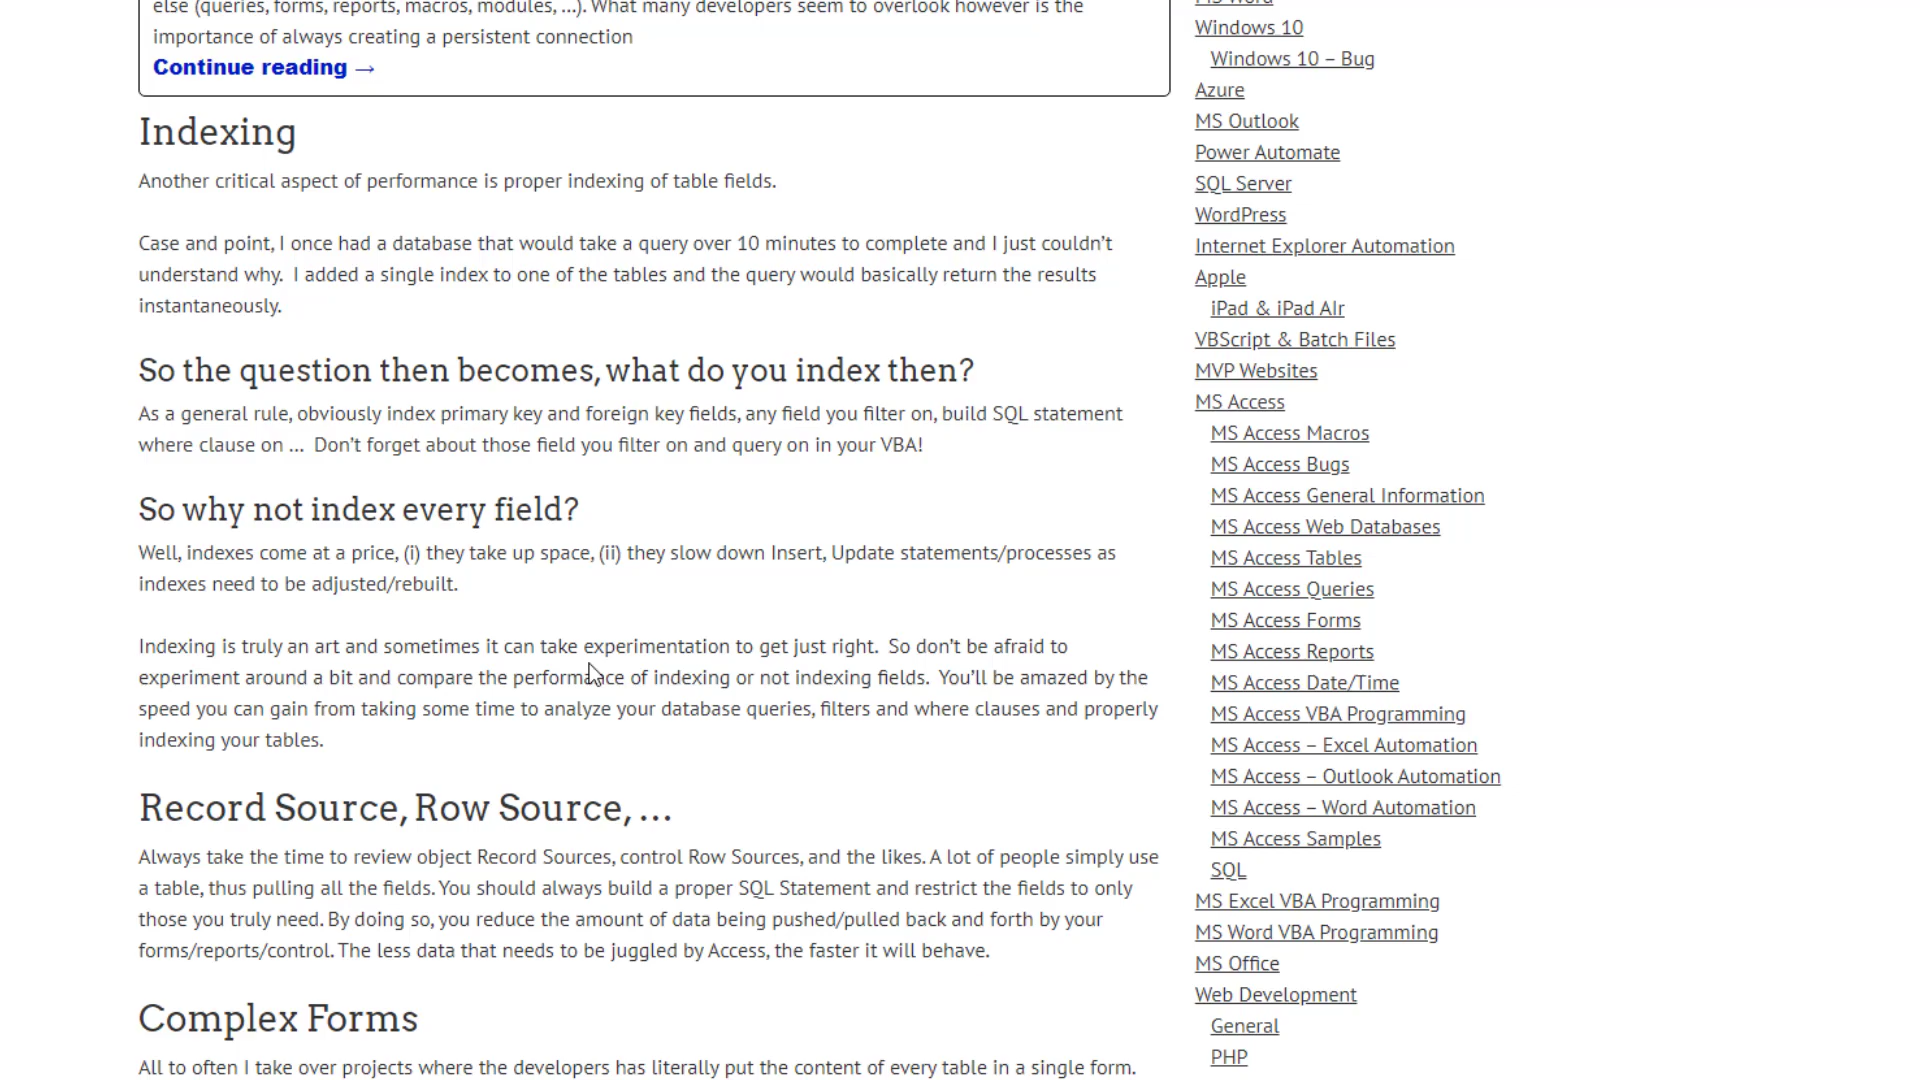 else (queries, forms, reports, macros, modules, …). What many developers seem to overlook however is the
importance of always creating a persistent connection
Continue reading →
Indexing
Another critical aspect of performance is proper indexing of table fields.
Case and point, I once had a database that would take a query over 10 minutes to complete and I just couldn’t
understand why.  I added a single index to one of the tables and the query would basically return the results
instantaneously.
So the question then becomes, what do you index then?
As a general rule, obviously index primary key and foreign key fields, any field you filter on, build SQL statement
where clause on …  Don’t forget about those field you filter on and query on in your VBA!
So why not index every field?
Well, indexes come at a price, (i) they take up space, (ii) they slow down Insert, Update statements/processes as
indexes need to be adjusted/rebuilt.
Indexing is truly an art and sometimes it can take experimentation to get just right.  So don’t be afraid to
experiment around a bit and compare the performance of indexing or not indexing fields.  You’ll be amazed by the
speed you can gain from taking some time to analyze your database queries, filters and where clauses and properly
indexing your tables.
Record Source, Row Source, …
Always take the time to review object Record Sources, control Row Sources, and the likes. A lot of people simply use
a table, thus pulling all the fields. You should always build a proper SQL Statement and restrict the fields to only
those you truly need. By doing so, you reduce the amount of data being pushed/pulled back and forth by your
forms/reports/control. The less data that needs to be juggled by Access, the faster it will behave.
Complex Forms
All to often I take over projects where the developers has literally put the content of every table in a single form.
MS Word
Windows 10
Windows 10 – Bug
Azure
MS Outlook
Power Automate
SQL Server
WordPress
Internet Explorer Automation
Apple
iPad & iPad AIr
VBScript & Batch Files
MVP Websites
MS Access
MS Access Macros
MS Access Bugs
MS Access General Information
MS Access Web Databases
MS Access Tables
MS Access Queries
MS Access Forms
MS Access Reports
MS Access Date/Time
MS Access VBA Programming
MS Access – Excel Automation
MS Access – Outlook Automation
MS Access – Word Automation
MS Access Samples
SQL
MS Excel VBA Programming
MS Word VBA Programming
MS Office
Web Development
General
PHP